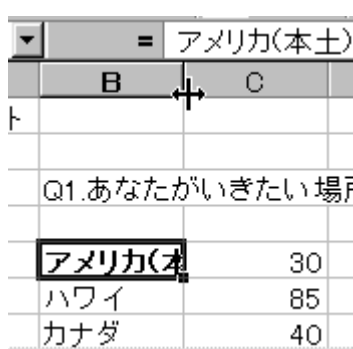 = アメリカ(本土)
B C
ト
Q1.あなたがいきたい場所
アメリカ(本 30
ハワイ 85
カナダ 40